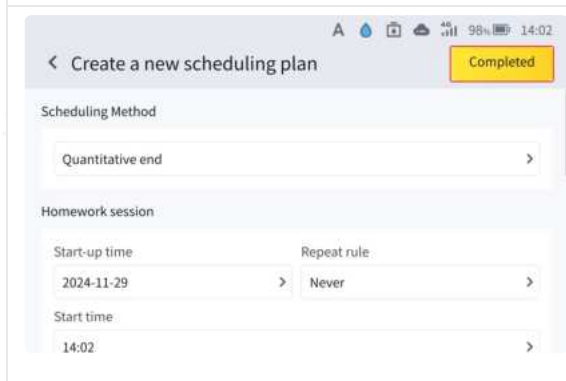 A 4G 98% 14:02
Create a new scheduling plan
Completed
Scheduling Method
Quantitative end
Homework session
Start-up time Repeat rule
2024-11-29 Never
Start time
14:02